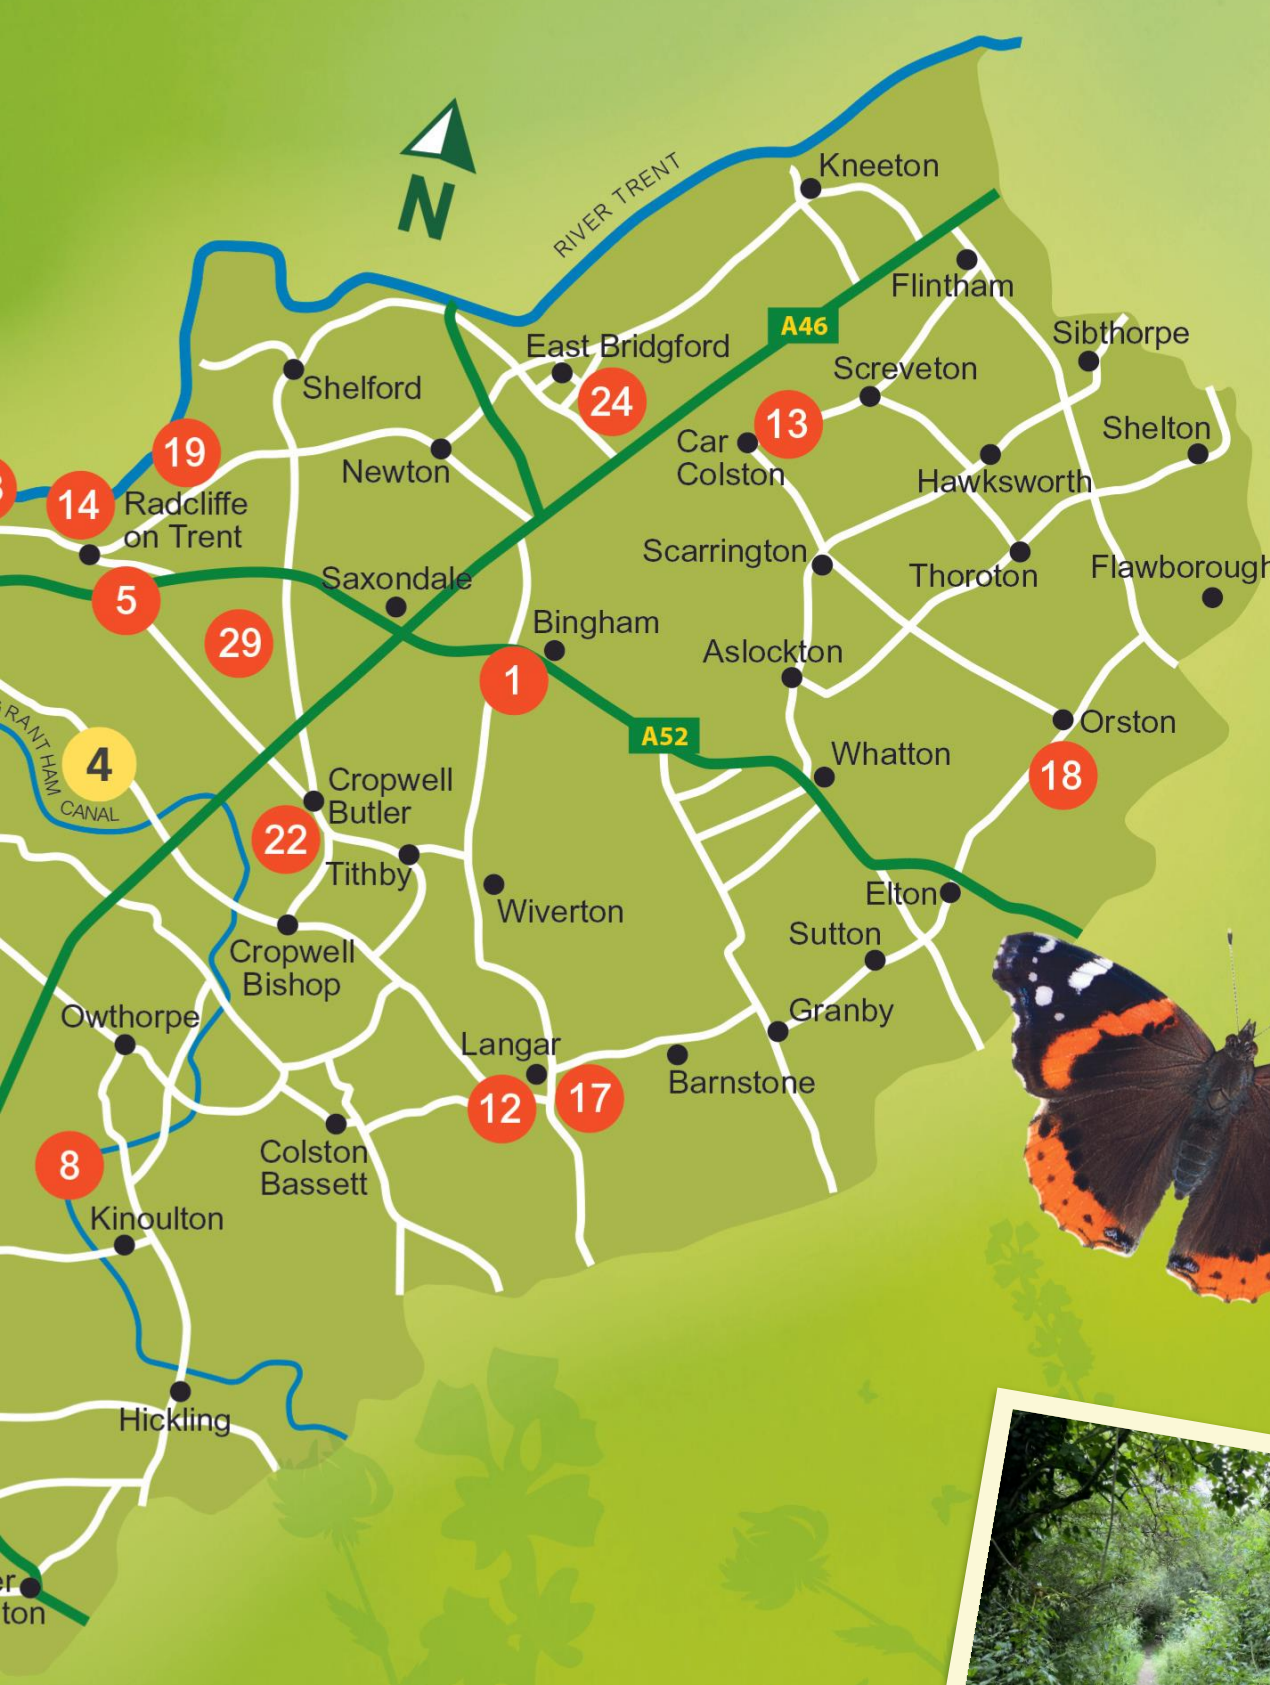 N
RIVER TRENT
Kneeton
Flintham
A46
Sibthorpe
East Bridgford
Screveton
Shelford
24
13
Shelton
19
Car
Colston
Newton
Hawksworth
14
Radcliffe
on Trent
Scarrington
Thoroton
Flawborough
Saxondale
5
29
Bingham
Aslockton
1
Orston
A52
Whatton
18
4
CANAL
Cropwell
Butler
22
Tithby
Elton
Wiverton
Sutton
Cropwell
Bishop
Owthorpe
Granby
Langar
Barnstone
12
17
Colston
Bassett
8
Kinoulton
Hickling
ton